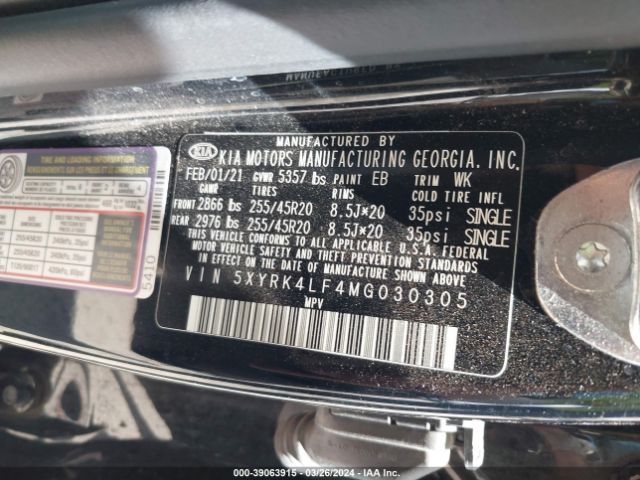 MANUFACTURED BY
KIA KIA MOTORS MANUFACTURING GEORGIA, INC.
FEB/01/21 GVWR 5357 lbs PAINT EB TRIM WK
GAWR TIRES RIMS COLD TIRE INFL
FRONT 2866 lbs 255/45R20 8.5J×20 35psi SINGLE
REAR 2976 lbs 255/45R20 8.5J×20 35psi SINGLE
THIS VEHICLE CONFORMS TO ALL APPLICABLE U.S.A. FEDERAL
MOTOR VEHICLE SAFETY AND THEFT PREVENTION STANDARDS
IN EFFECT ON THE DATE OF MANUFACTURE SHOWN ABOVE.
VIN 5XYRK4LF4MG030305
MPV
TIRE AND LOADING INFORMATION
5410
000-39063915 - 03/26/2024 - IAA Inc.